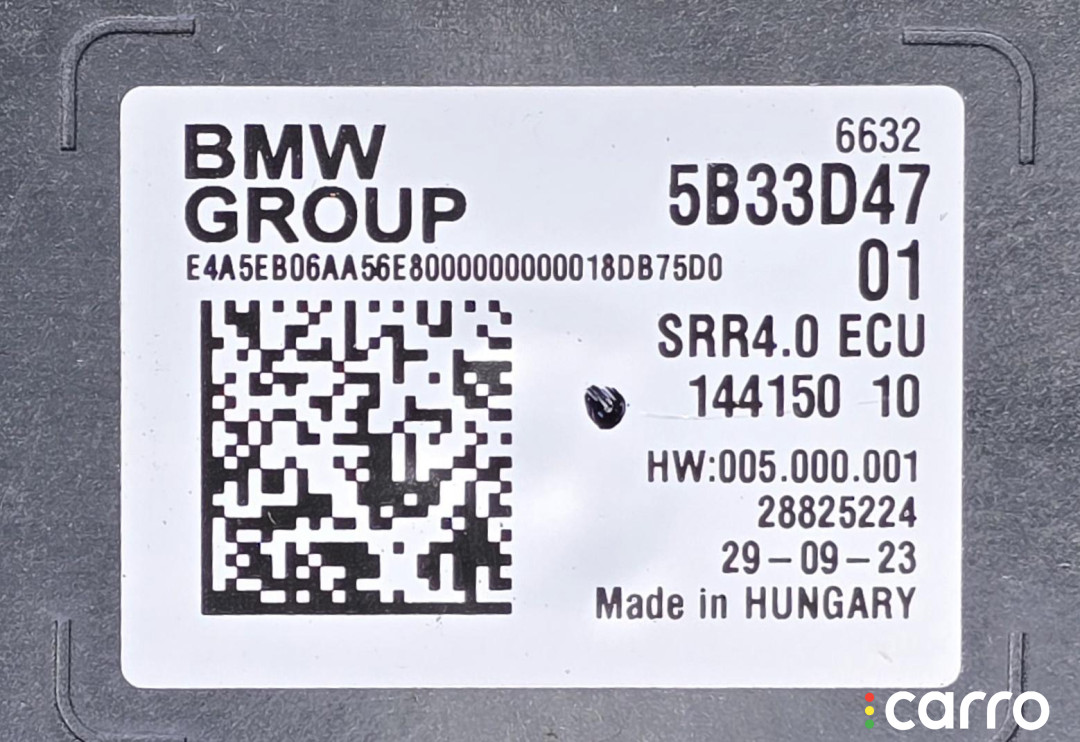 BMW
GROUP
6632
5B33D47
01
E4A5EB06AA56E8000000000018DB75D0
SRR4.0 ECU
144150 10
HW:005.000.001
28825224
29-09-23
Made in HUNGARY
carro